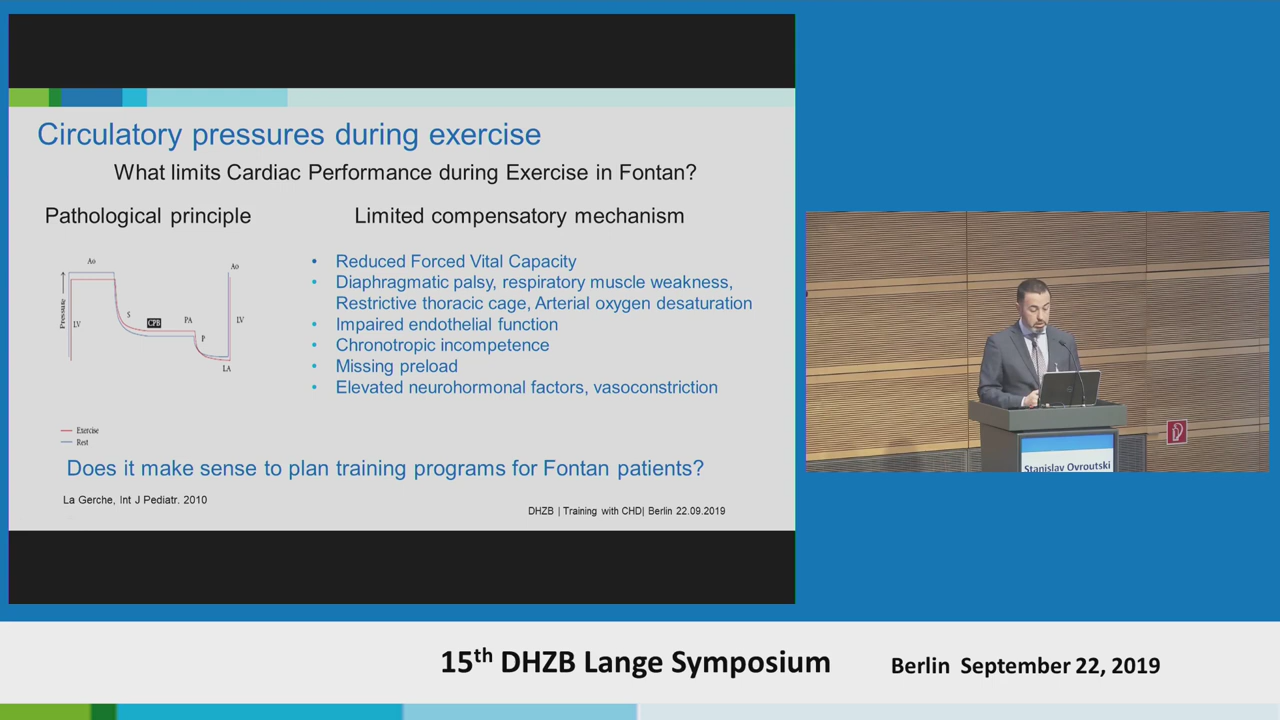 Circulatory pressures during exercise
What limits Cardiac Performance during Exercise in Fontan?
Pathological principle
Limited compensatory mechanism
Ao
Ao
Pressure
LV
S
CPB
PA
P
LV
LA
Exercise
Rest
• Reduced Forced Vital Capacity
• Diaphragmatic palsy, respiratory muscle weakness,
Restrictive thoracic cage, Arterial oxygen desaturation
• Impaired endothelial function
• Chronotropic incompetence
• Missing preload
• Elevated neurohormonal factors, vasoconstriction
Does it make sense to plan training programs for Fontan patients?
La Gerche, Int J Pediatr. 2010
DHZB | Training with CHD| Berlin 22.09.2019
Stanislav Ovroutski
15th DHZB Lange Symposium
Berlin September 22, 2019